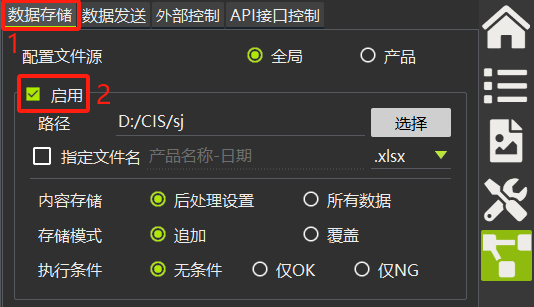 数据存储 数据发送 外部控制 API接口控制
1
配置文件源 全局 产品
启用 2
路径 D:/CIS/sj 选择
指定文件名 产品名称-日期 .xlsx
内容存储 后处理设置 所有数据
存储模式 追加 覆盖
执行条件 无条件 仅OK 仅NG